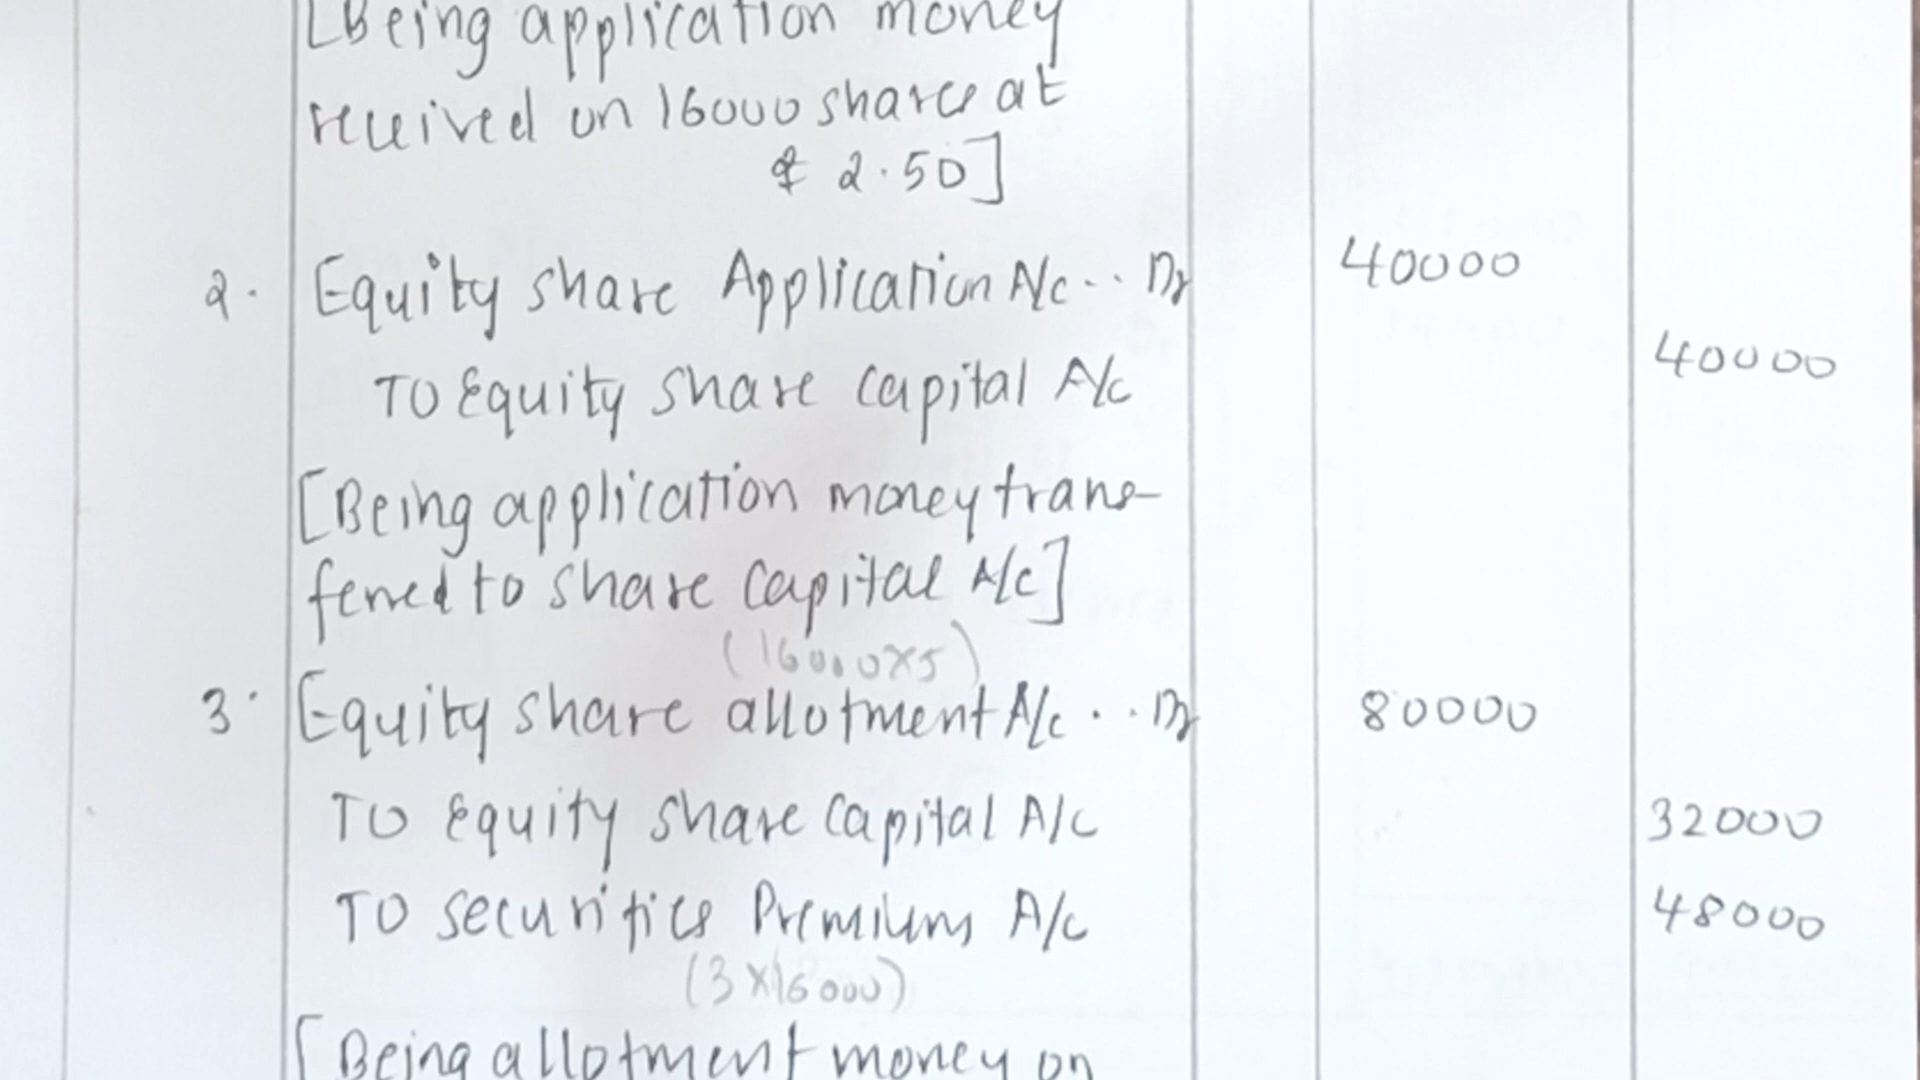 [Being application money
received on 16000 shares at
₹ 2.50]
2. Equity share Application A/c .. Dr 40000
To Equity share capital A/c 40000
[Being application money trans-
ferred to share capital A/c]
(16000x5)
3. Equity share allotment A/c .. Dr 80000
To Equity share capital A/c 32000
To securities Premium A/c 48000
(3x16000)
[Being allotment money on